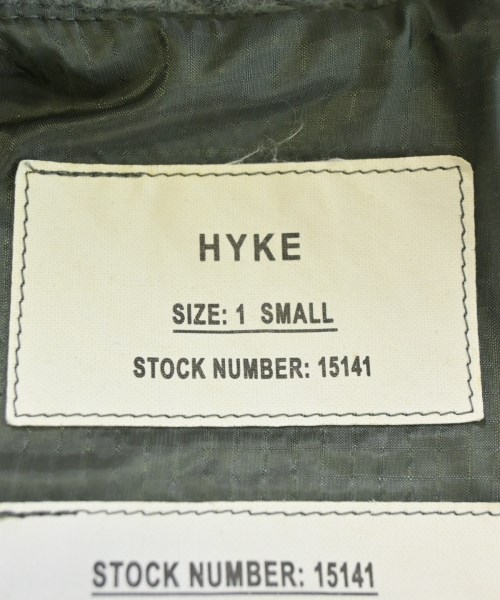 HYKE
SIZE: 1 SMALL
STOCK NUMBER: 15141
STOCK NUMBER: 15141